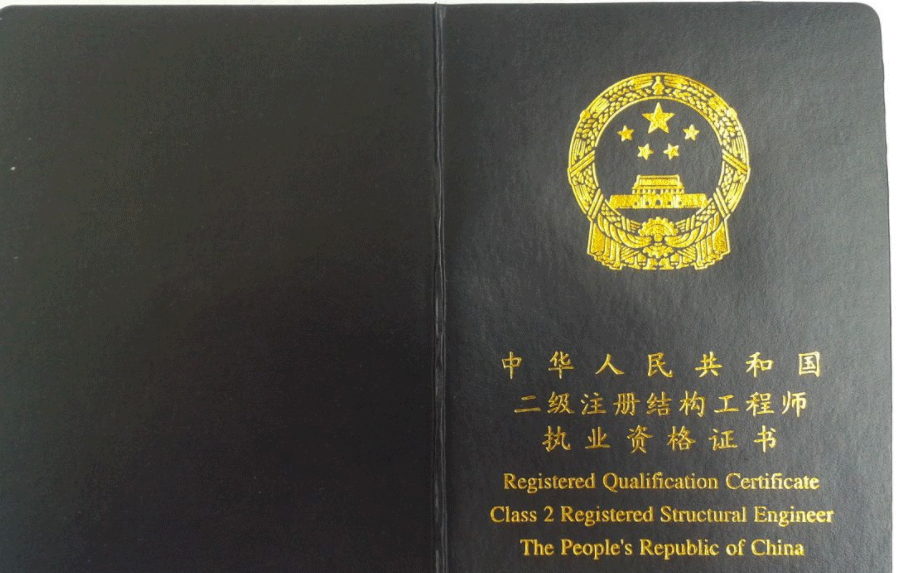 中华人民共和国
二级注册结构工程师
执业资格证书
Registered Qualification Certificate
Class 2 Registered Structural Engineer
The People's Republic of China